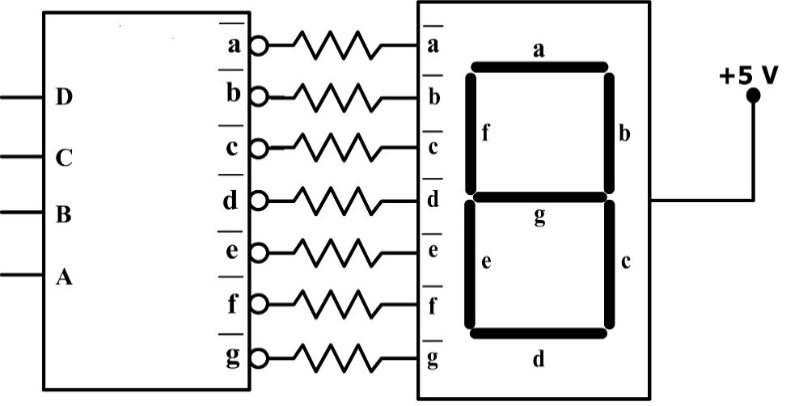 D
C
B
A
a̅
b̅
c̅
d̅
e̅
f̅
g̅
a̅
b̅
c̅
d̅
e̅
f̅
g̅
a
f
b
g
e
c
d
+5 V